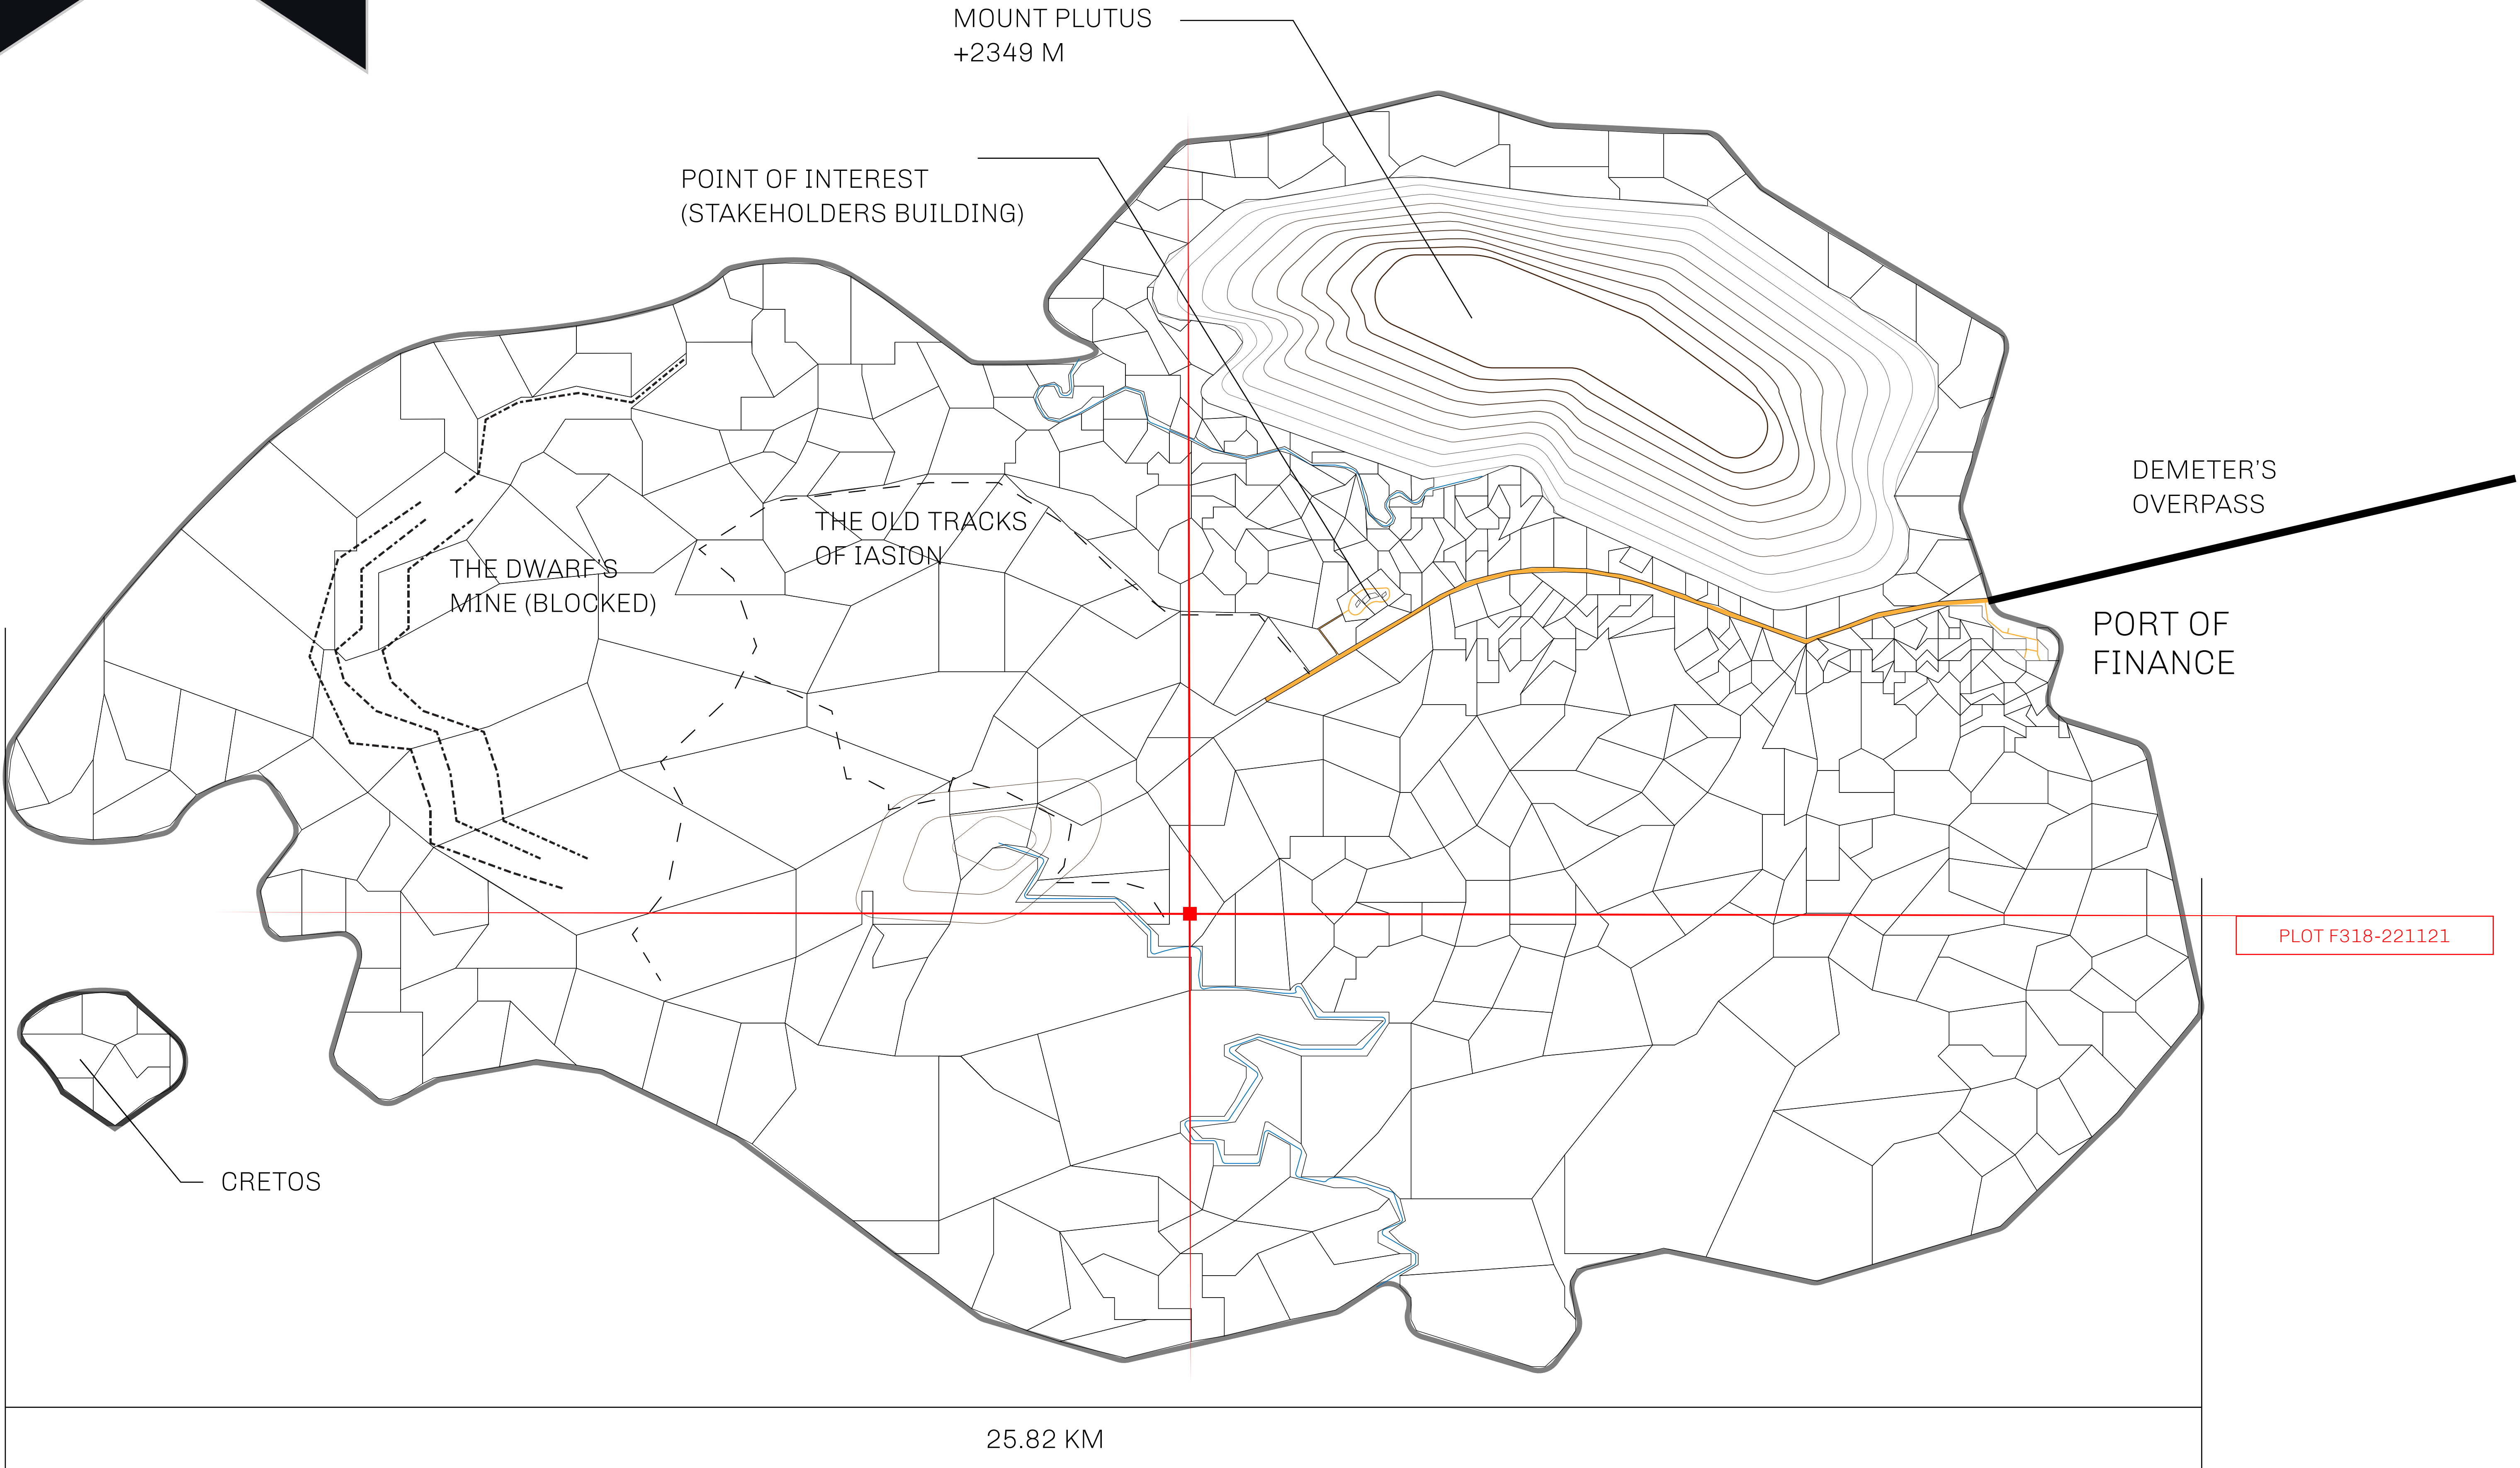 MOUNT PLUTUS
+2349 M
POINT OF INTEREST
(STAKEHOLDERS BUILDING)
DEMETER'S
OVERPASS
THE OLD TRACKS
OF IASION
THE DWARF'S
MINE (BLOCKED)
PORT OF
FINANCE
PLOT F318-221121
CRETOS
25.82 KM